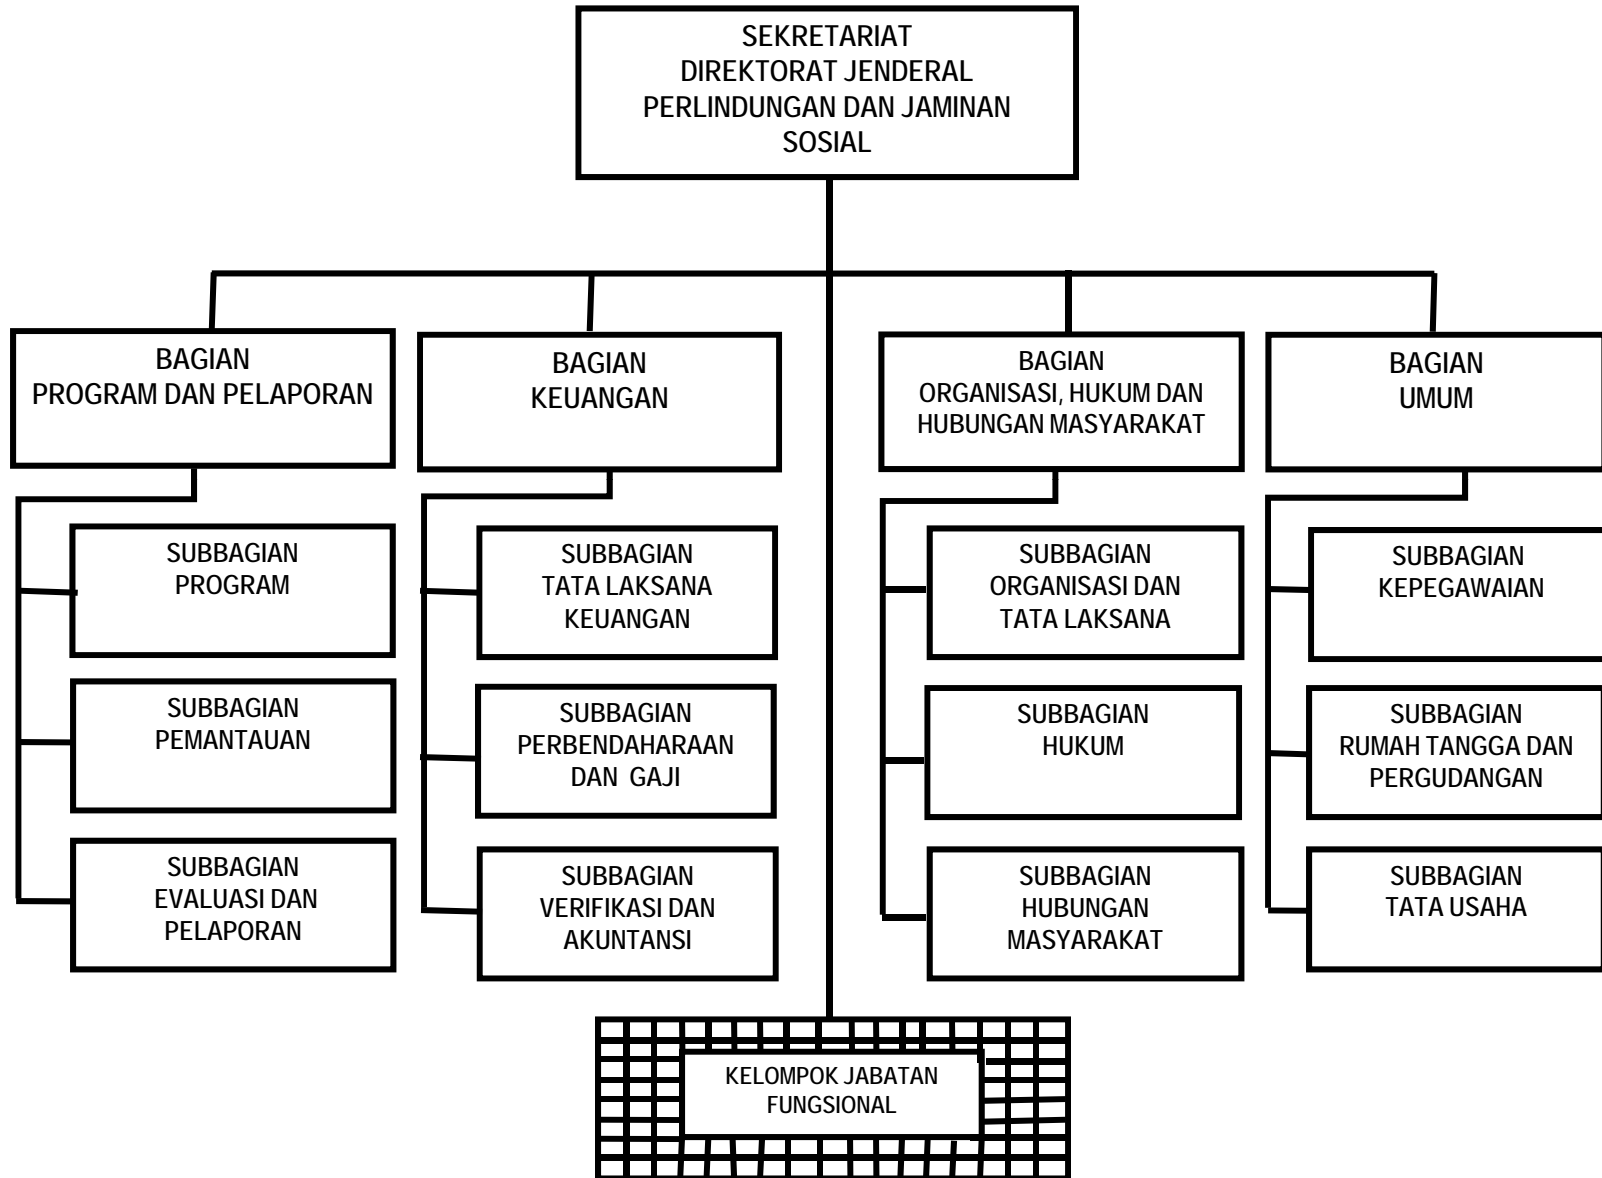 SEKRETARIAT
DIREKTORAT JENDERAL
PERLINDUNGAN DAN JAMINAN
SOSIAL
BAGIAN
PROGRAM DAN PELAPORAN
BAGIAN
KEUANGAN
BAGIAN
ORGANISASI, HUKUM DAN
HUBUNGAN MASYARAKAT
BAGIAN
UMUM
SUBBAGIAN
PROGRAM
SUBBAGIAN
TATA LAKSANA
KEUANGAN
SUBBAGIAN
ORGANISASI DAN
TATA LAKSANA
SUBBAGIAN
KEPEGAWAIAN
SUBBAGIAN
PEMANTAUAN
SUBBAGIAN
PERBENDAHARAAN
DAN GAJI
SUBBAGIAN
HUKUM
SUBBAGIAN
RUMAH TANGGA DAN
PERGUDANGAN
SUBBAGIAN
EVALUASI DAN
PELAPORAN
SUBBAGIAN
VERIFIKASI DAN
AKUNTANSI
SUBBAGIAN
HUBUNGAN
MASYARAKAT
SUBBAGIAN
TATA USAHA
KELOMPOK JABATAN
FUNGSIONAL